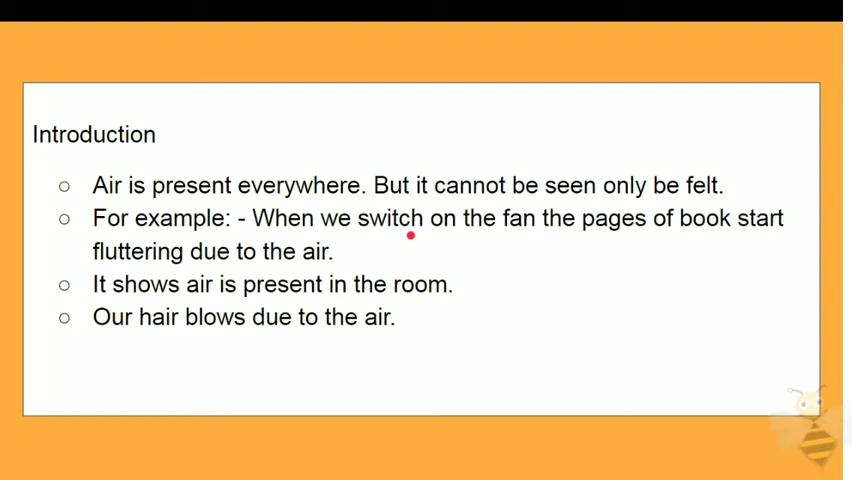 Introduction
○ Air is present everywhere. But it cannot be seen only be felt.
○ For example: - When we switch on the fan the pages of book start
fluttering due to the air.
○ It shows air is present in the room.
○ Our hair blows due to the air.